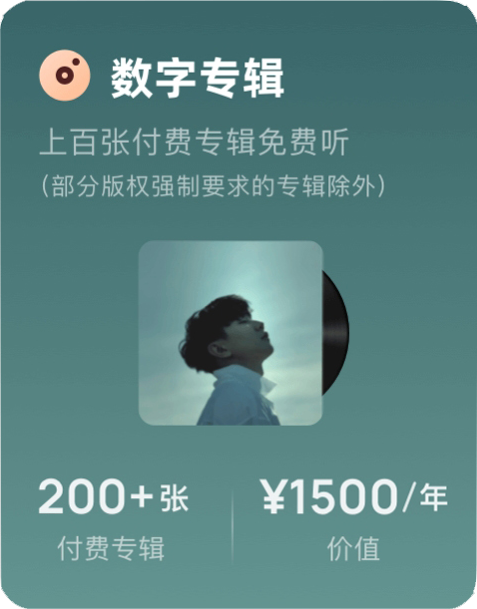 数字专辑
上百张付费专辑免费听
（部分版权强制要求的专辑除外）
200+张
付费专辑
¥1500/年
价值